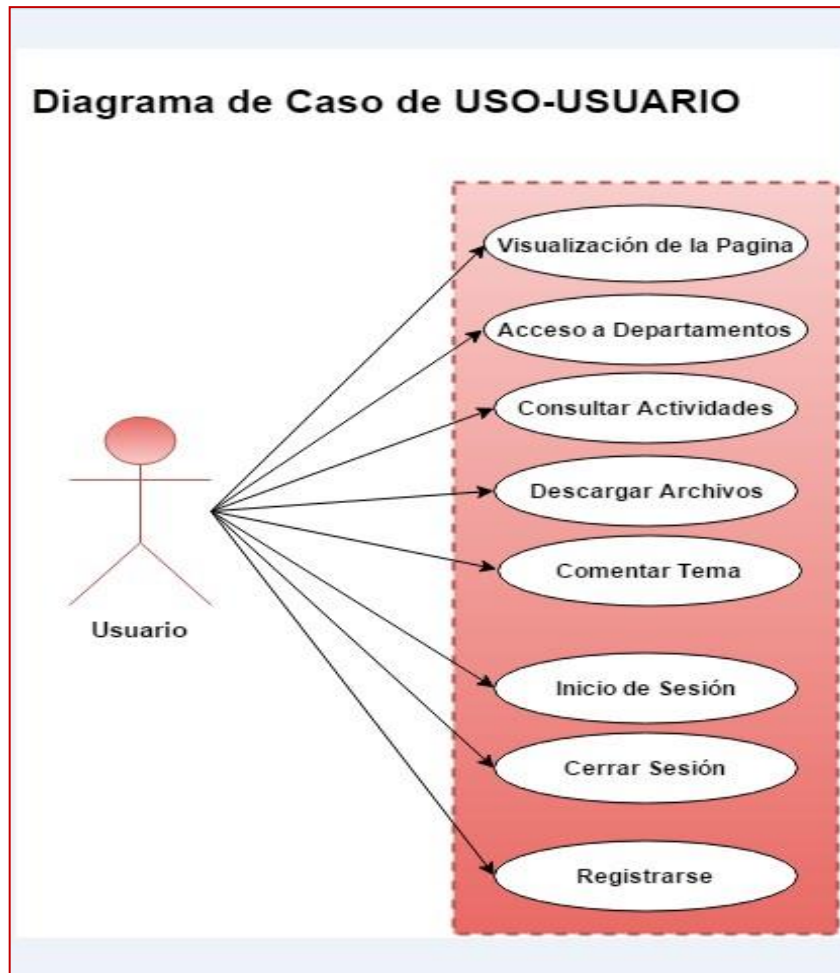 Diagrama de Caso de USO-USUARIO
Visualización de la Pagina
Acceso a Departamentos
Consultar Actividades
Descargar Archivos
Comentar Tema
Usuario
Inicio de Sesión
Cerrar Sesión
Registrarse